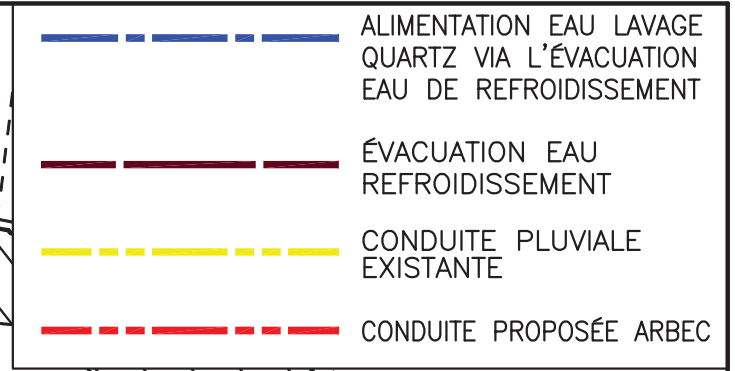 ALIMENTATION EAU LAVAGE
QUARTZ VIA L'ÉVACUATION
EAU DE REFROIDISSEMENT
ÉVACUATION EAU
REFROIDISSEMENT
CONDUITE PLUVIALE
EXISTANTE
CONDUITE PROPOSÉE ARBEC